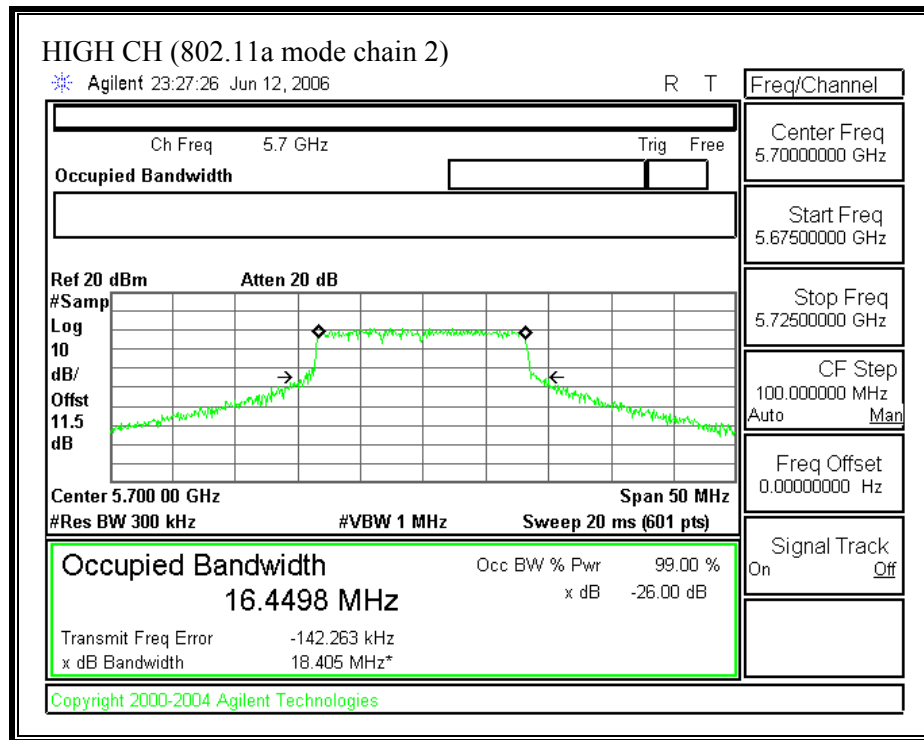 HIGH CH (802.11a mode chain 2)
Agilent 23:27:26 Jun 12, 2006 R T
Freq/Channel
Ch Freq 5.7 GHz Trig Free
Occupied Bandwidth
Center Freq
5.70000000 GHz
Start Freq
5.67500000 GHz
Stop Freq
5.72500000 GHz
CF Step
100.000000 MHz
Auto Man
Freq Offset
0.00000000 Hz
Signal Track
On Off
Ref 20 dBm Atten 20 dB
#Samp
Log
10
dB/
Offst
11.5
dB
Center 5.700 00 GHz Span 50 MHz
#Res BW 300 kHz #VBW 1 MHz Sweep 20 ms (601 pts)
Occupied Bandwidth Occ BW % Pwr 99.00 %
16.4498 MHz x dB -26.00 dB
Transmit Freq Error -142.263 kHz
x dB Bandwidth 18.405 MHz*
Copyright 2000-2004 Agilent Technologies